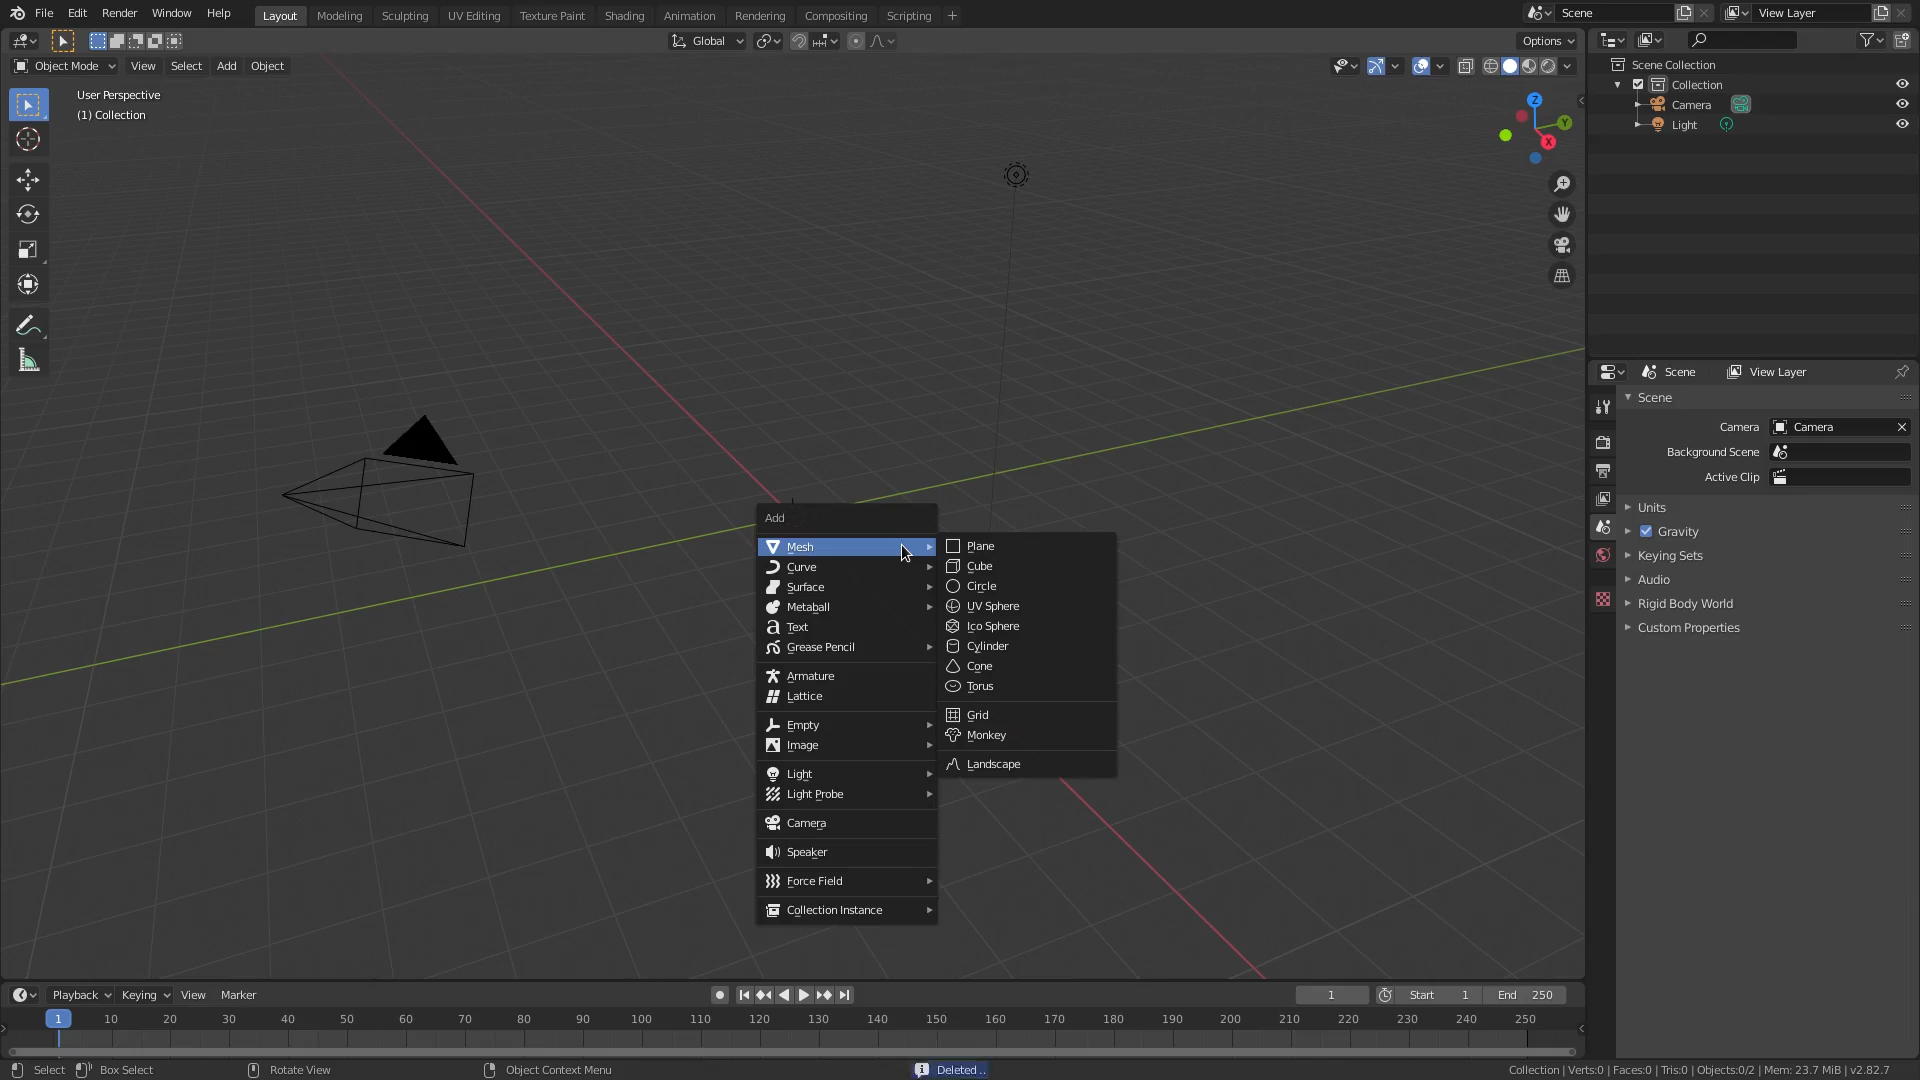 File Edit Render Window Help Layout Modeling Sculpting UV Editing Texture Paint Shading Animation Rendering Compositing Scripting + Scene View Layer
Global Options
Object Mode View Select Add Object
User Perspective
(1) Collection
Z
Y
X
Scene Collection
Collection
Camera
Light
Scene View Layer
Scene
Camera Camera
Background Scene
Active Clip
Units
Gravity
Keying Sets
Audio
Rigid Body World
Custom Properties
Add
Mesh
Curve
Surface
Metaball
Text
Grease Pencil
Armature
Lattice
Empty
Image
Light
Light Probe
Camera
Speaker
Force Field
Collection Instance
Plane
Cube
Circle
UV Sphere
Ico Sphere
Cylinder
Cone
Torus
Grid
Monkey
Landscape
Playback Keying View Marker 1 Start 1 End 250
1 10 20 30 40 50 60 70 80 90 100 110 120 130 140 150 160 170 180 190 200 210 220 230 240 250
Select Box Select Rotate View Object Context Menu Deleted .. Collection | Verts:0 | Faces:0 | Tris:0 | Objects:0/2 | Mem: 23.7 MiB | v2.82.7